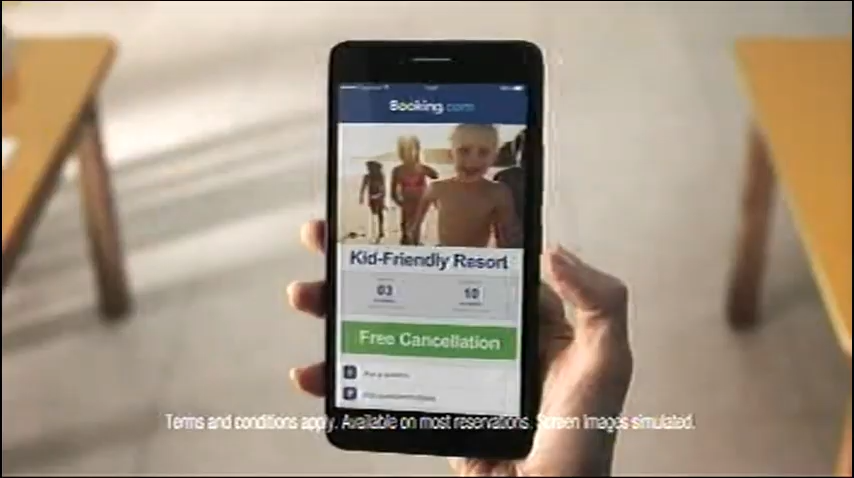 Booking.com
Kid-Friendly Resort
03
10
Free Cancellation
Terms and conditions apply. Available on most reservations. Screen Images simulated.